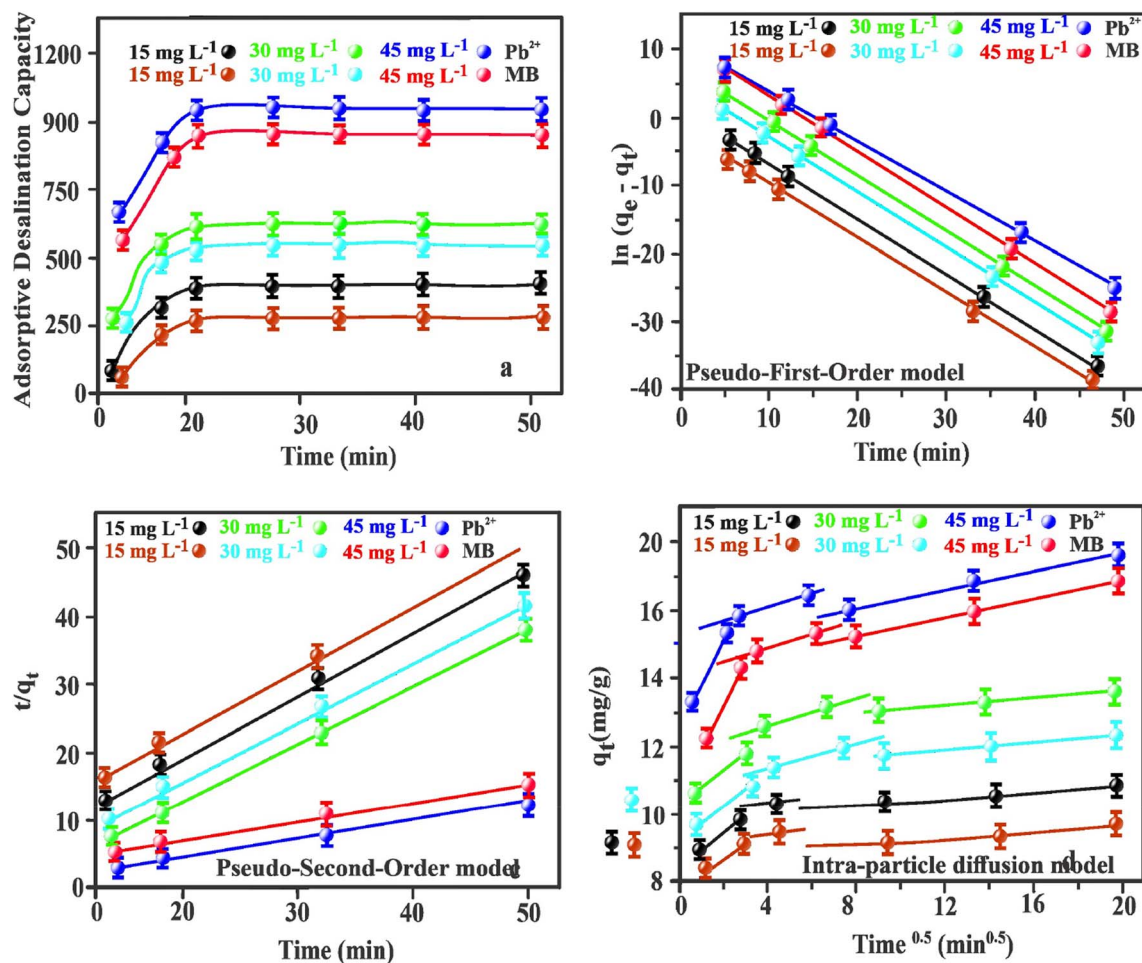 Adsorptive Desalination Capacity
1200
900
750
500
250
0
15 mg L-1 30 mg L-1 45 mg L-1 Pb2+
15 mg L-1 30 mg L-1 45 mg L-1 MB
a
0 20 30 40 50
Time (min)
ln (qe - qt)
10
0
-10
-20
-30
-40
15 mg L-1 30 mg L-1 45 mg L-1 Pb2+
15 mg L-1 30 mg L-1 45 mg L-1 MB
Pseudo-First-Order model
0 10 20 30 40 50
Time (min)
t/qt
50
40
30
20
10
0
15 mg L-1 30 mg L-1 45 mg L-1 Pb2+
15 mg L-1 30 mg L-1 45 mg L-1 MB
Pseudo-Second-Order model
0 20 30 40 50
Time (min)
qt(mg/g)
20
18
16
14
12
10
8
15 mg L-1 30 mg L-1 45 mg L-1 Pb2+
15 mg L-1 30 mg L-1 45 mg L-1 MB
Intra-particle diffusion model
d
0 4 8 12 16 20
Time 0.5 (min0.5)